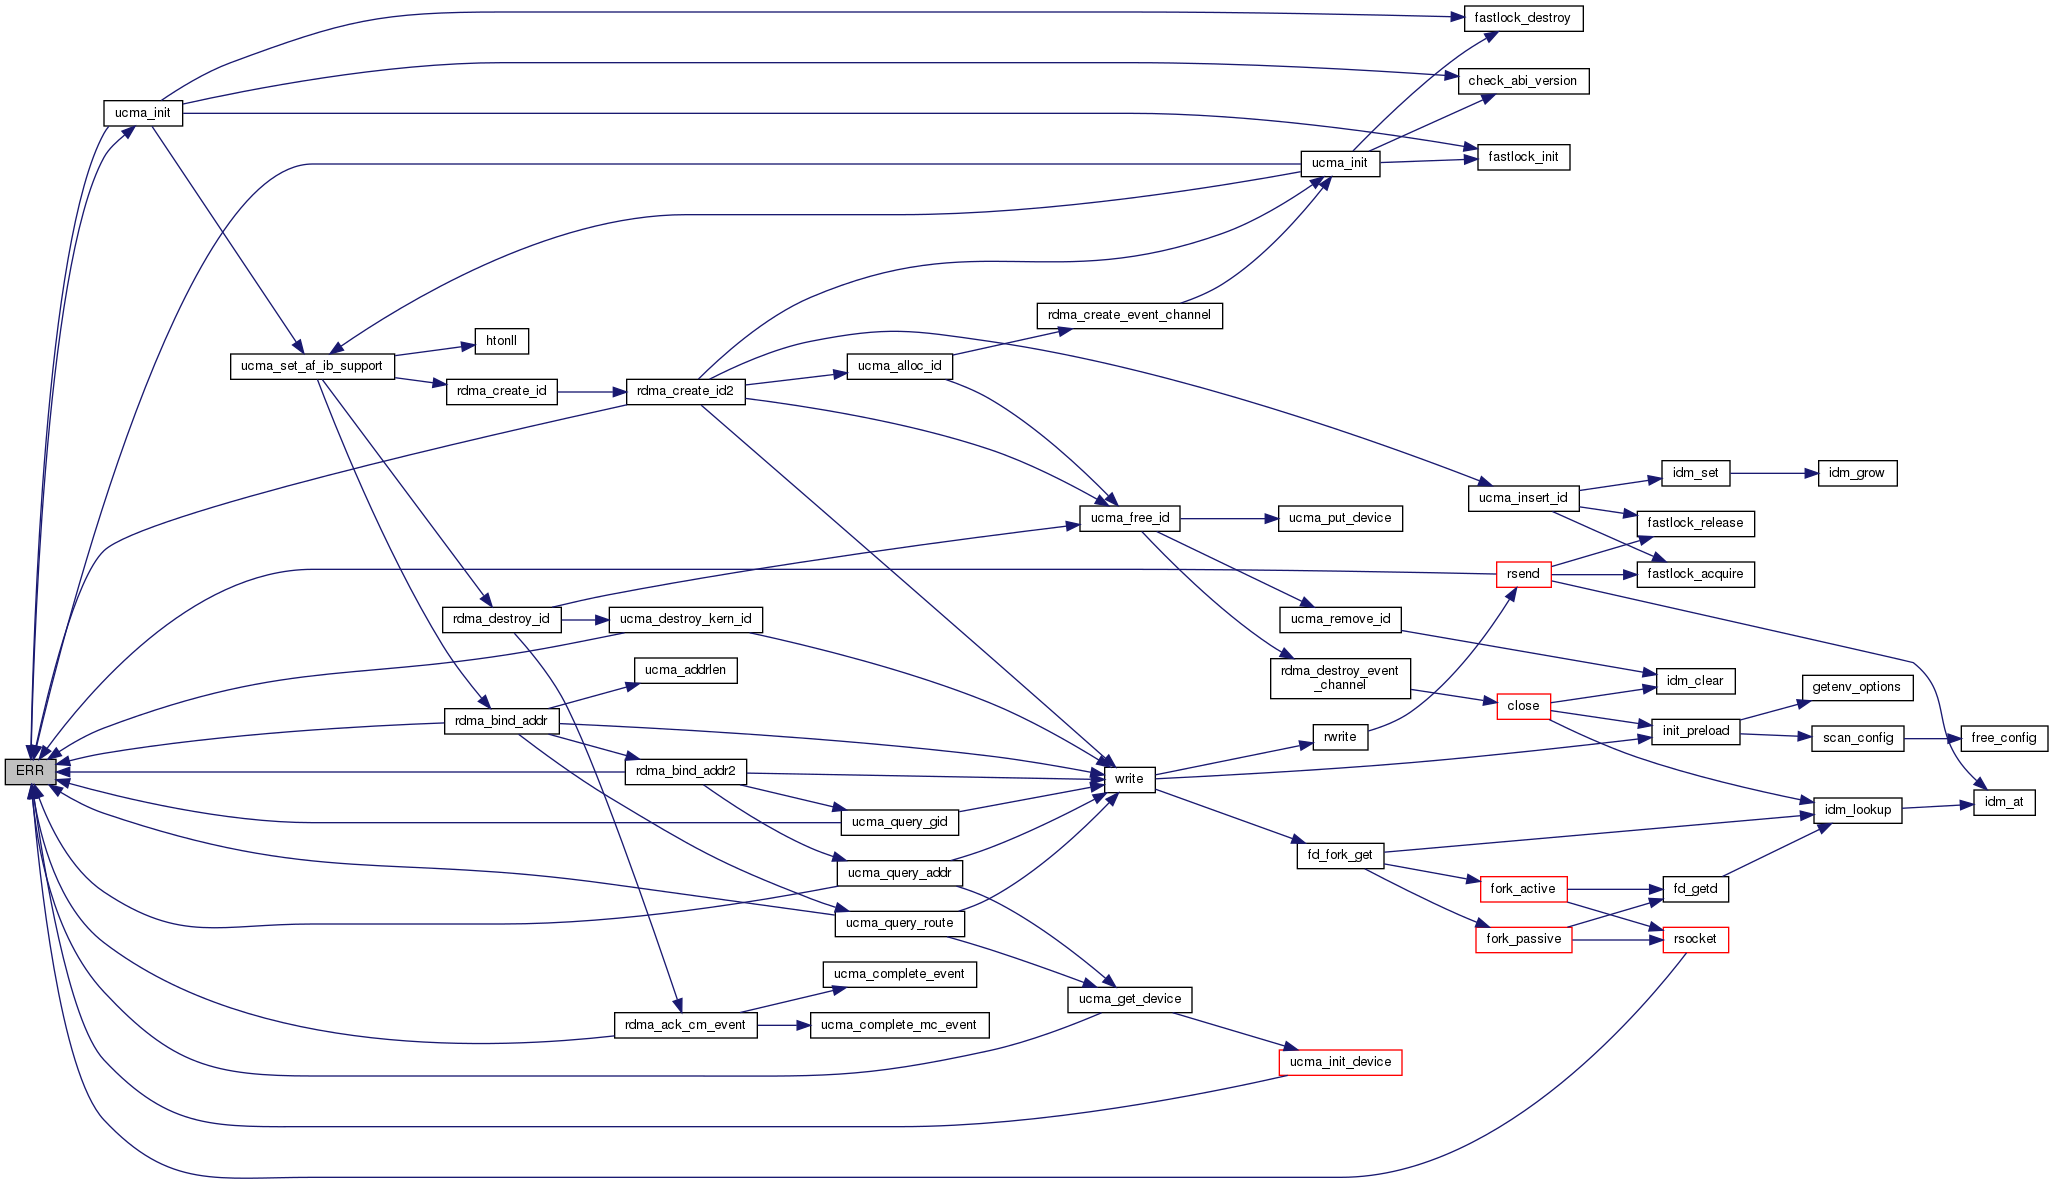 fastlock_destroy
check_abi_version
ucma_init
fastlock_init
ucma_init
rdma_create_event_channel
htonll
ucma_set_af_ib_support
ucma_alloc_id
rdma_create_id
rdma_create_id2
idm_set
idm_grow
ucma_insert_id
ucma_free_id
ucma_put_device
fastlock_release
rsend
fastlock_acquire
rdma_destroy_id
ucma_destroy_kern_id
ucma_remove_id
ucma_addrlen
rdma_destroy_event
_channel
idm_clear
getenv_options
close
rdma_bind_addr
init_preload
rwrite
scan_config
free_config
ERR
rdma_bind_addr2
write
idm_at
idm_lookup
ucma_query_gid
fd_fork_get
ucma_query_addr
fork_active
fd_getd
ucma_query_route
fork_passive
rsocket
ucma_complete_event
ucma_get_device
rdma_ack_cm_event
ucma_complete_mc_event
ucma_init_device